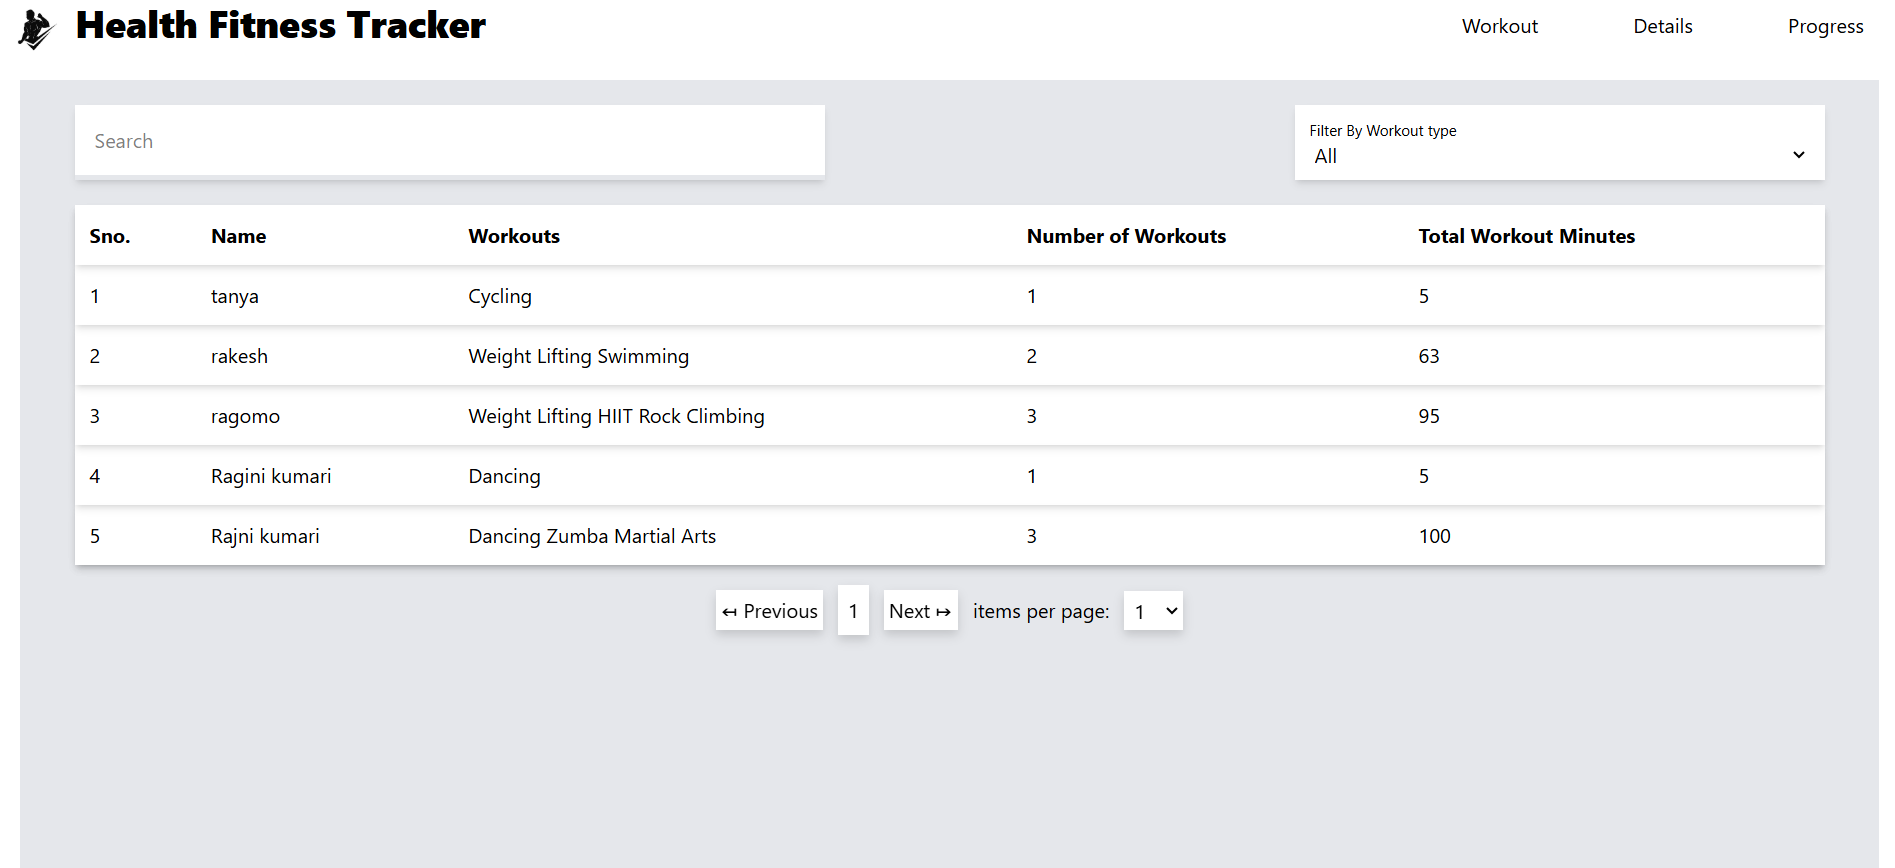 Health Fitness Tracker Workout Details Progress
Search
Filter By Workout type
All
Sno. Name Workouts Number of Workouts Total Workout Minutes
1 tanya Cycling 1 5
2 rakesh Weight Lifting Swimming 2 63
3 ragomo Weight Lifting HIIT Rock Climbing 3 95
4 Ragini kumari Dancing 1 5
5 Rajni kumari Dancing Zumba Martial Arts 3 100
↤ Previous 1 Next ↦ items per page: 1